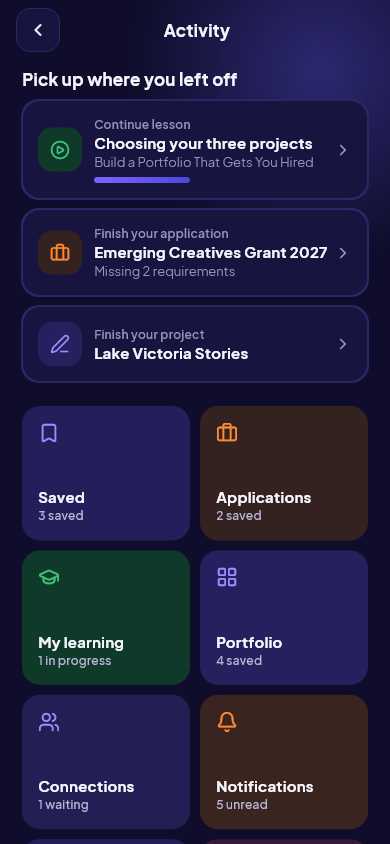 Activity
Pick up where you left off
Continue lesson
Choosing your three projects
Build a Portfolio That Gets You Hired
Finish your application
Emerging Creatives Grant 2027
Missing 2 requirements
Finish your project
Lake Victoria Stories
Saved
3 saved
Applications
2 saved
My learning
1 in progress
Portfolio
4 saved
Connections
1 waiting
Notifications
5 unread